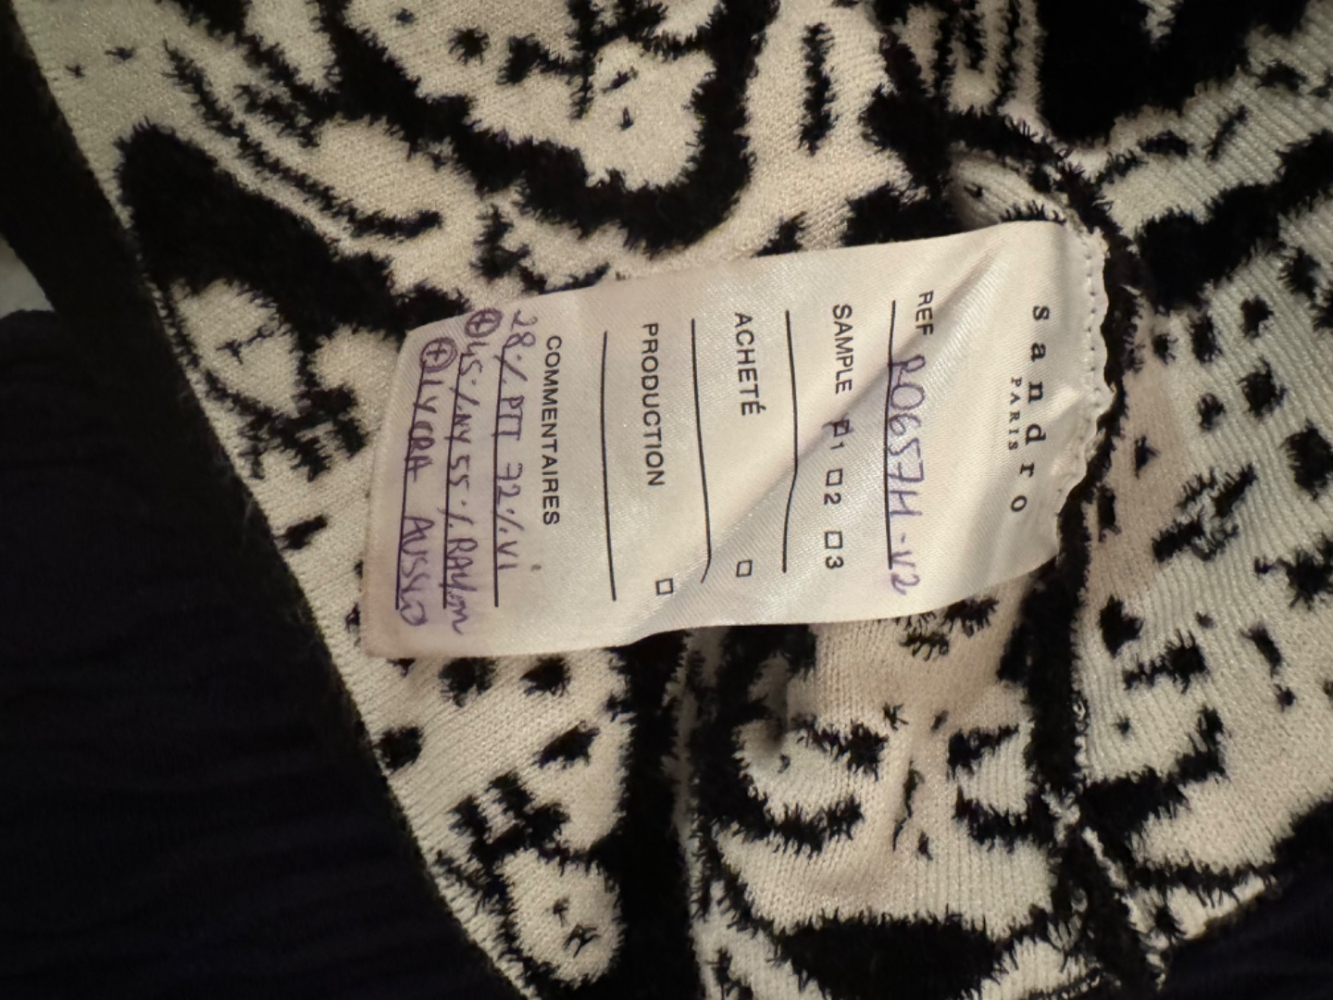 sandro
PARIS
REF R0657H-V2
SAMPLE □1 □2 □3
ACHETÉ □
PRODUCTION □
COMMENTAIRES
28% PTT 72% Vi
⊕ 45% NY 55% RAYon
⊕ LYCRA AUSSI